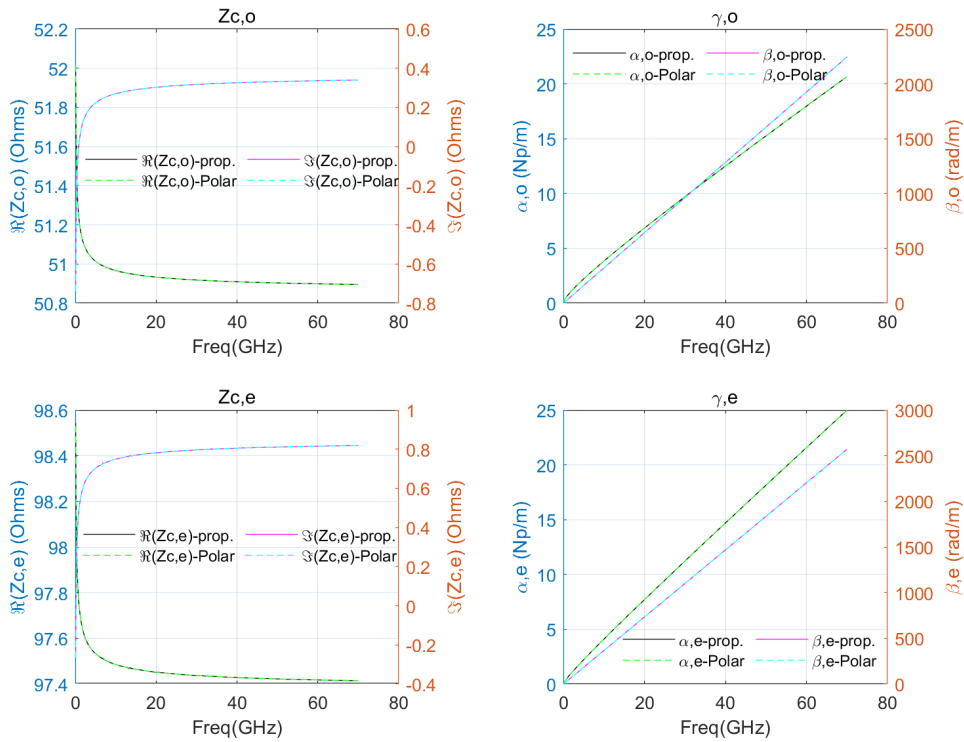 Zc,o
52.2
52
51.8
51.6
51.4
51.2
51
50.8
ℜ(Zc,o) (Ohms)
ℜ(Zc,o)-prop.
ℜ(Zc,o)-Polar
ℑ(Zc,o)-prop.
ℑ(Zc,o)-Polar
0.6
0.4
0.2
0
-0.2
-0.4
-0.6
-0.8
ℑ(Zc,o) (Ohms)
0 20 40 60 80
Freq(GHz)
γ,o
25
20
15
10
5
0
α,o (Np/m)
α,o-prop.
α,o-Polar
β,o-prop.
β,o-Polar
2500
2000
1500
1000
500
0
β,o (rad/m)
0 20 40 60 80
Freq(GHz)
Zc,e
98.6
98.4
98.2
98
97.8
97.6
97.4
ℜ(Zc,e) (Ohms)
ℜ(Zc,e)-prop.
ℜ(Zc,e)-Polar
ℑ(Zc,e)-prop.
ℑ(Zc,e)-Polar
1
0.8
0.6
0.4
0.2
0
-0.2
-0.4
ℑ(Zc,e) (Ohms)
0 20 40 60 80
Freq(GHz)
γ,e
25
20
15
10
5
0
α,e (Np/m)
α,e-prop.
α,e-Polar
β,e-prop.
β,e-Polar
3000
2500
2000
1500
1000
500
0
β,e (rad/m)
0 20 40 60 80
Freq(GHz)